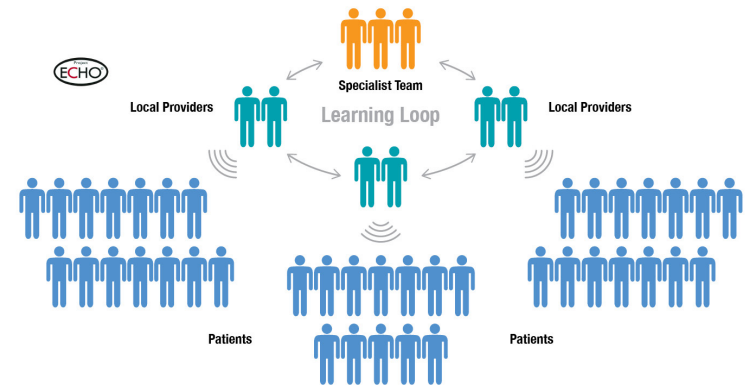 Project
ECHO®
Specialist Team
Local Providers
Learning Loop
Local Providers
Patients
Patients